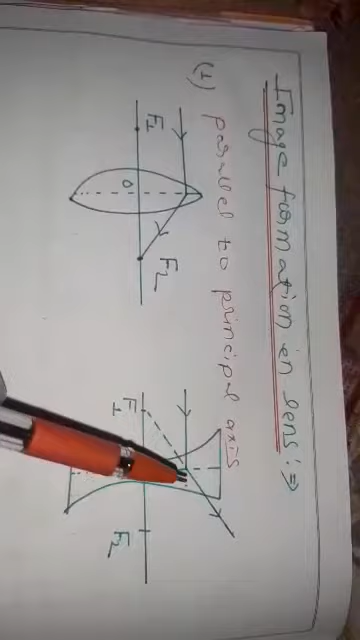 Image formation in lens :⇒
(1) parallel to principal axis
F1
O
F2
F1
F2